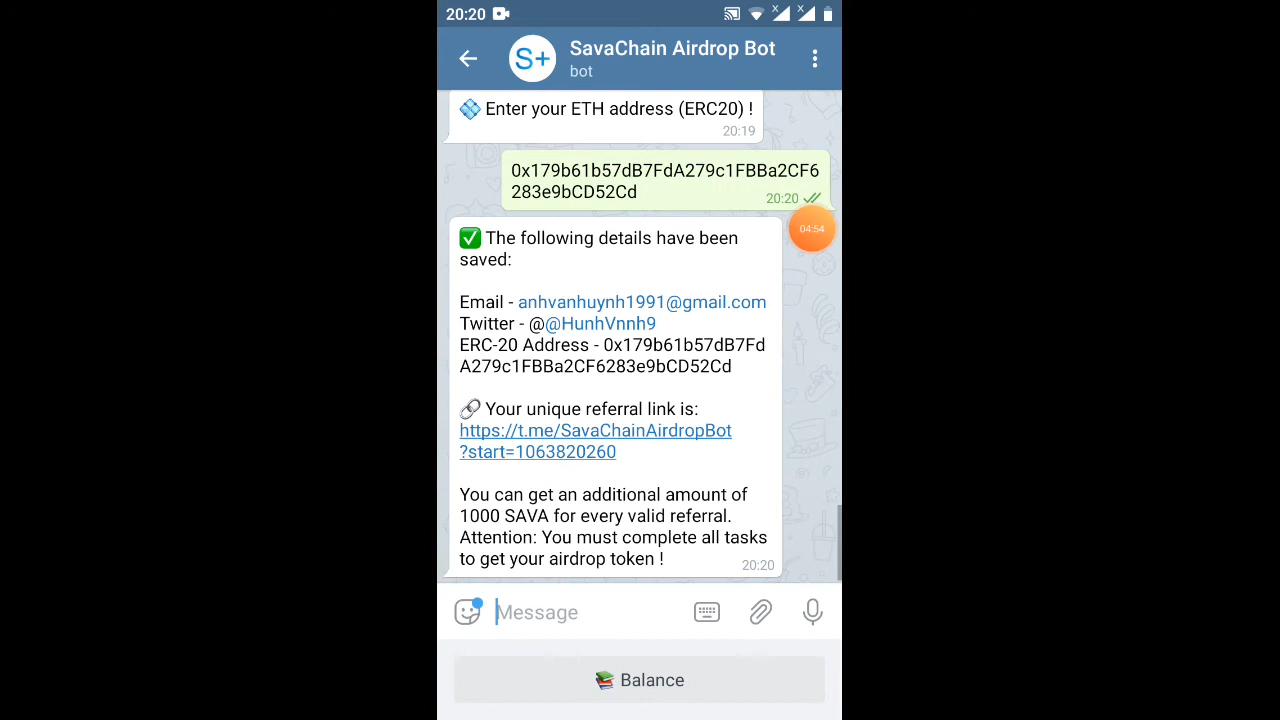 20:20
SavaChain Airdrop Bot
S+
bot
Enter your ETH address (ERC20) !
20:19
0x179b61b57dB7FdA279c1FBBa2CF6
283e9bCD52Cd
20:20
04:54
The following details have been
saved:
Email - anhvanhuynh1991@gmail.com
Twitter - @@HunhVnnh9
ERC-20 Address - 0x179b61b57dB7Fd
A279c1FBBa2CF6283e9bCD52Cd
Your unique referral link is:
https://t.me/SavaChainAirdropBot
?start=1063820260
You can get an additional amount of
1000 SAVA for every valid referral.
Attention: You must complete all tasks
to get your airdrop token !
20:20
Message
Balance